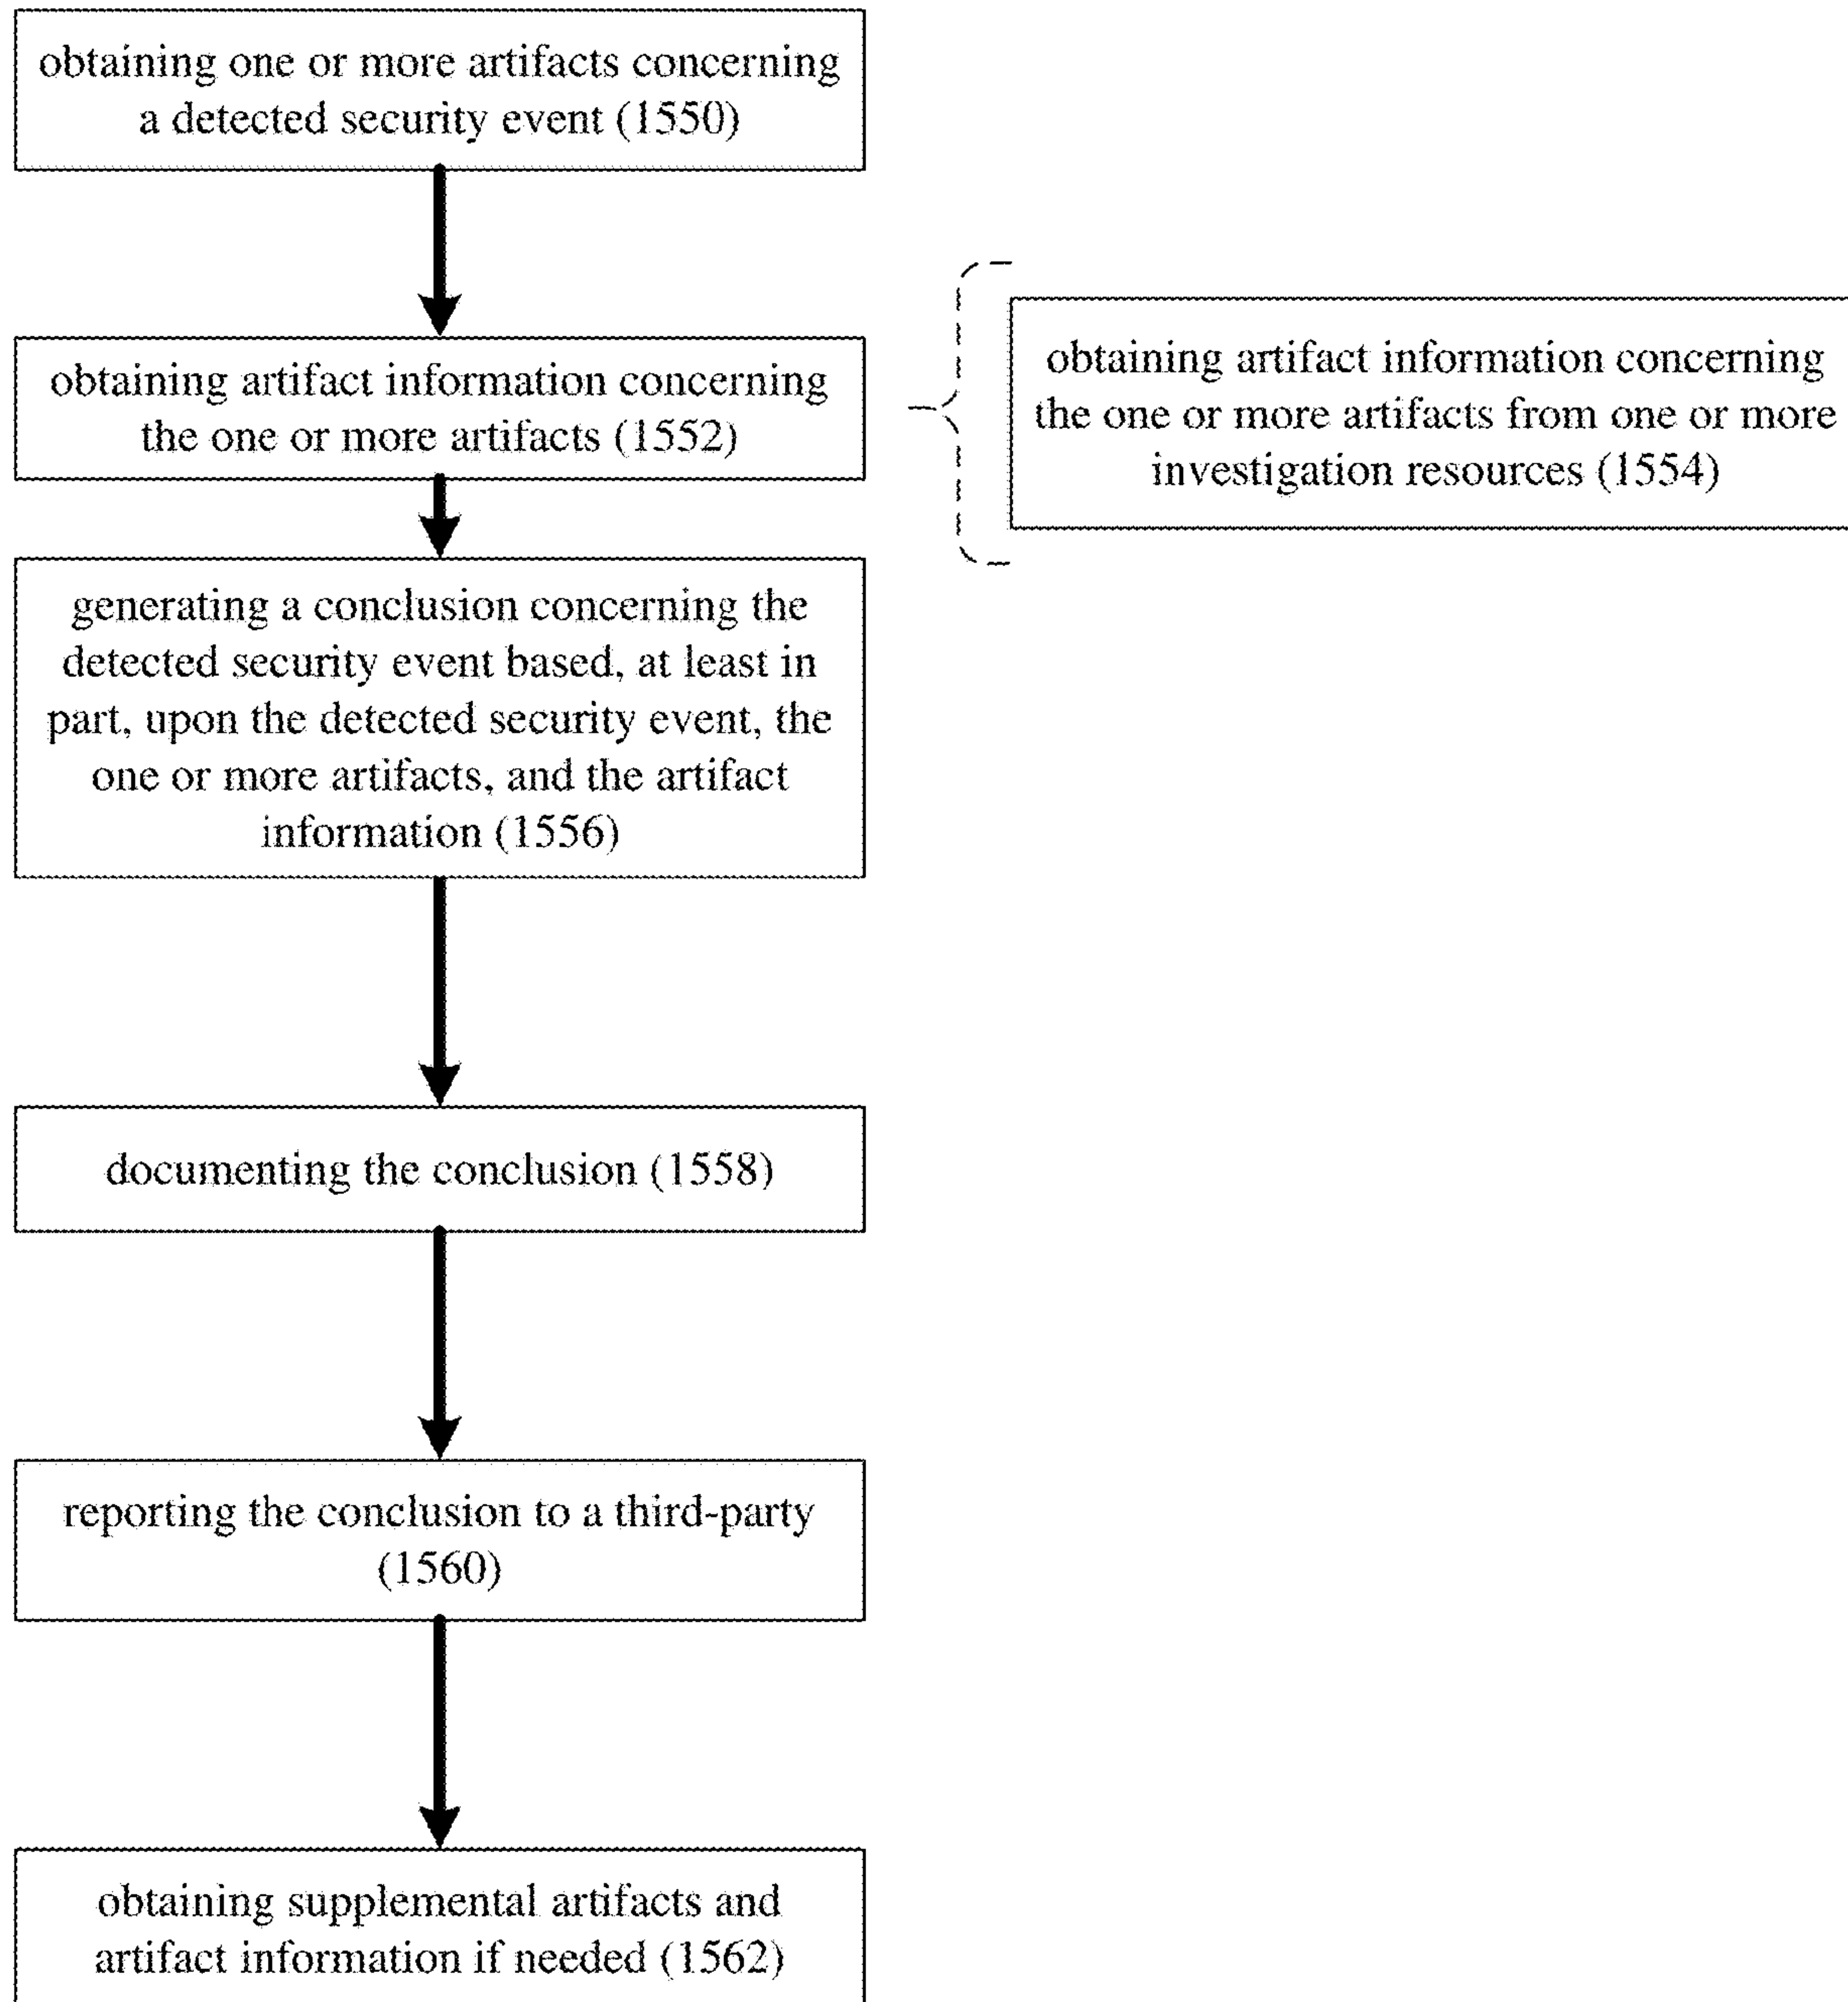 obtaining one or more artifacts concerning
a detected security event (1550)
obtaining artifact information concerning
the one or more artifacts (1552)
obtaining artifact information concerning
the one or more artifacts from one or more
investigation resources (1554)
generating a conclusion concerning the
detected security event based, at least in
part, upon the detected security event, the
one or more artifacts, and the artifact
information (1556)
documenting the conclusion (1558)
reporting the conclusion to a third-party
(1560)
obtaining supplemental artifacts and
artifact information if needed (1562)